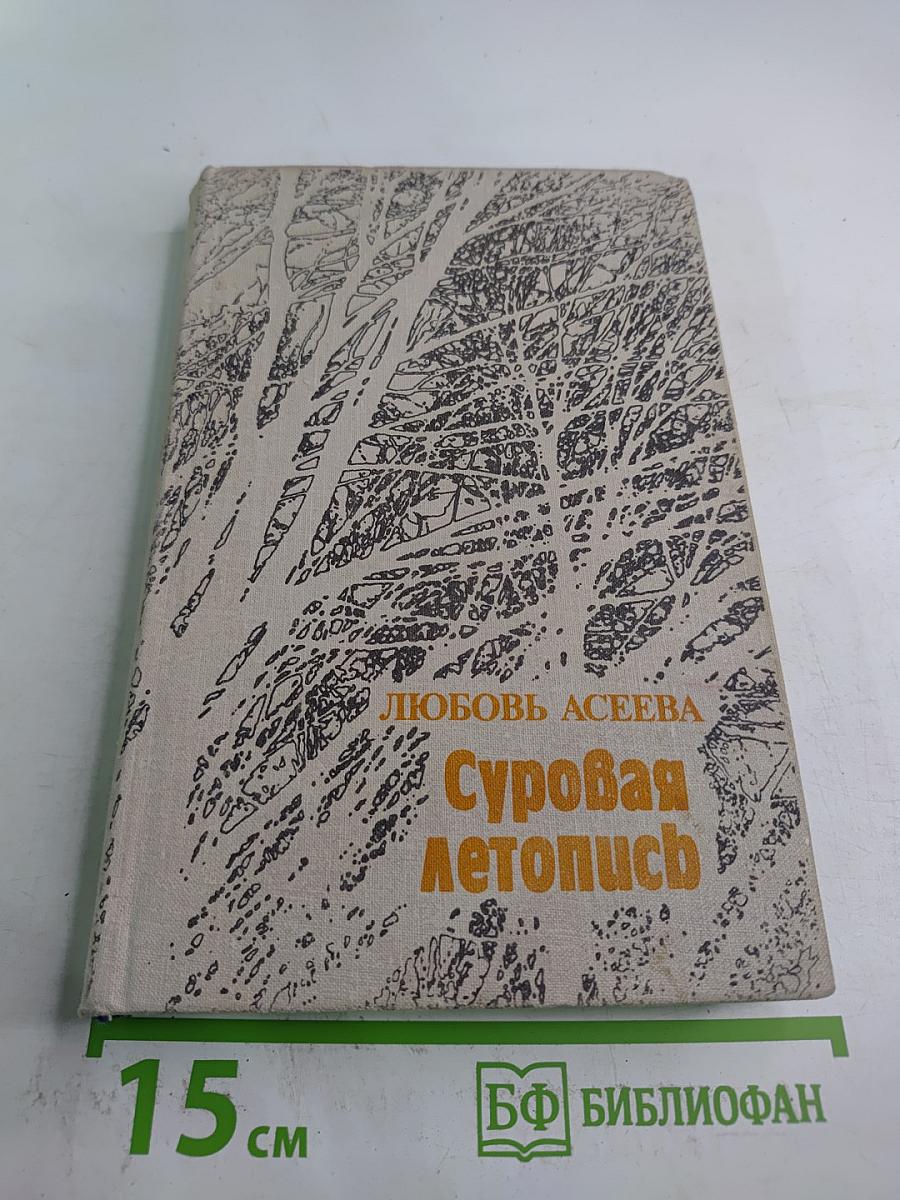 ЛЮБОВЬ АСЕЕВА
Суровая
летопись
15 см
БФ БИБЛИОФАН